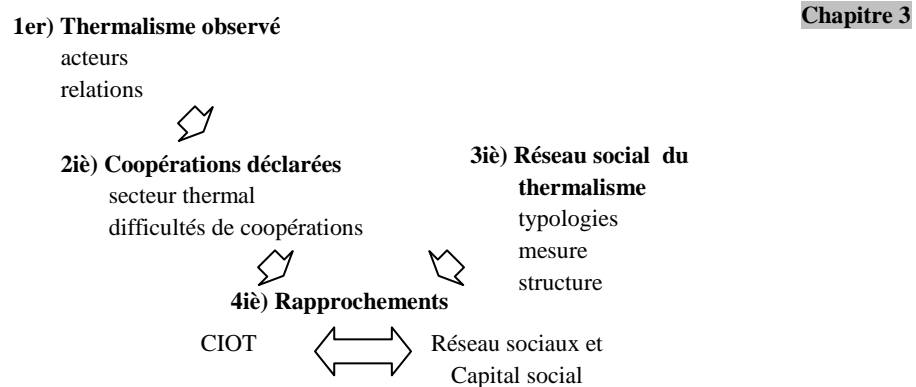 Chapitre 3
1er) Thermalisme observé
acteurs
relations
2iè) Coopérations déclarées
secteur thermal
difficultés de coopérations
3iè) Réseau social du
thermalisme
typologies
mesure
structure
4iè) Rapprochements
CIOT
Réseau sociaux et
Capital social